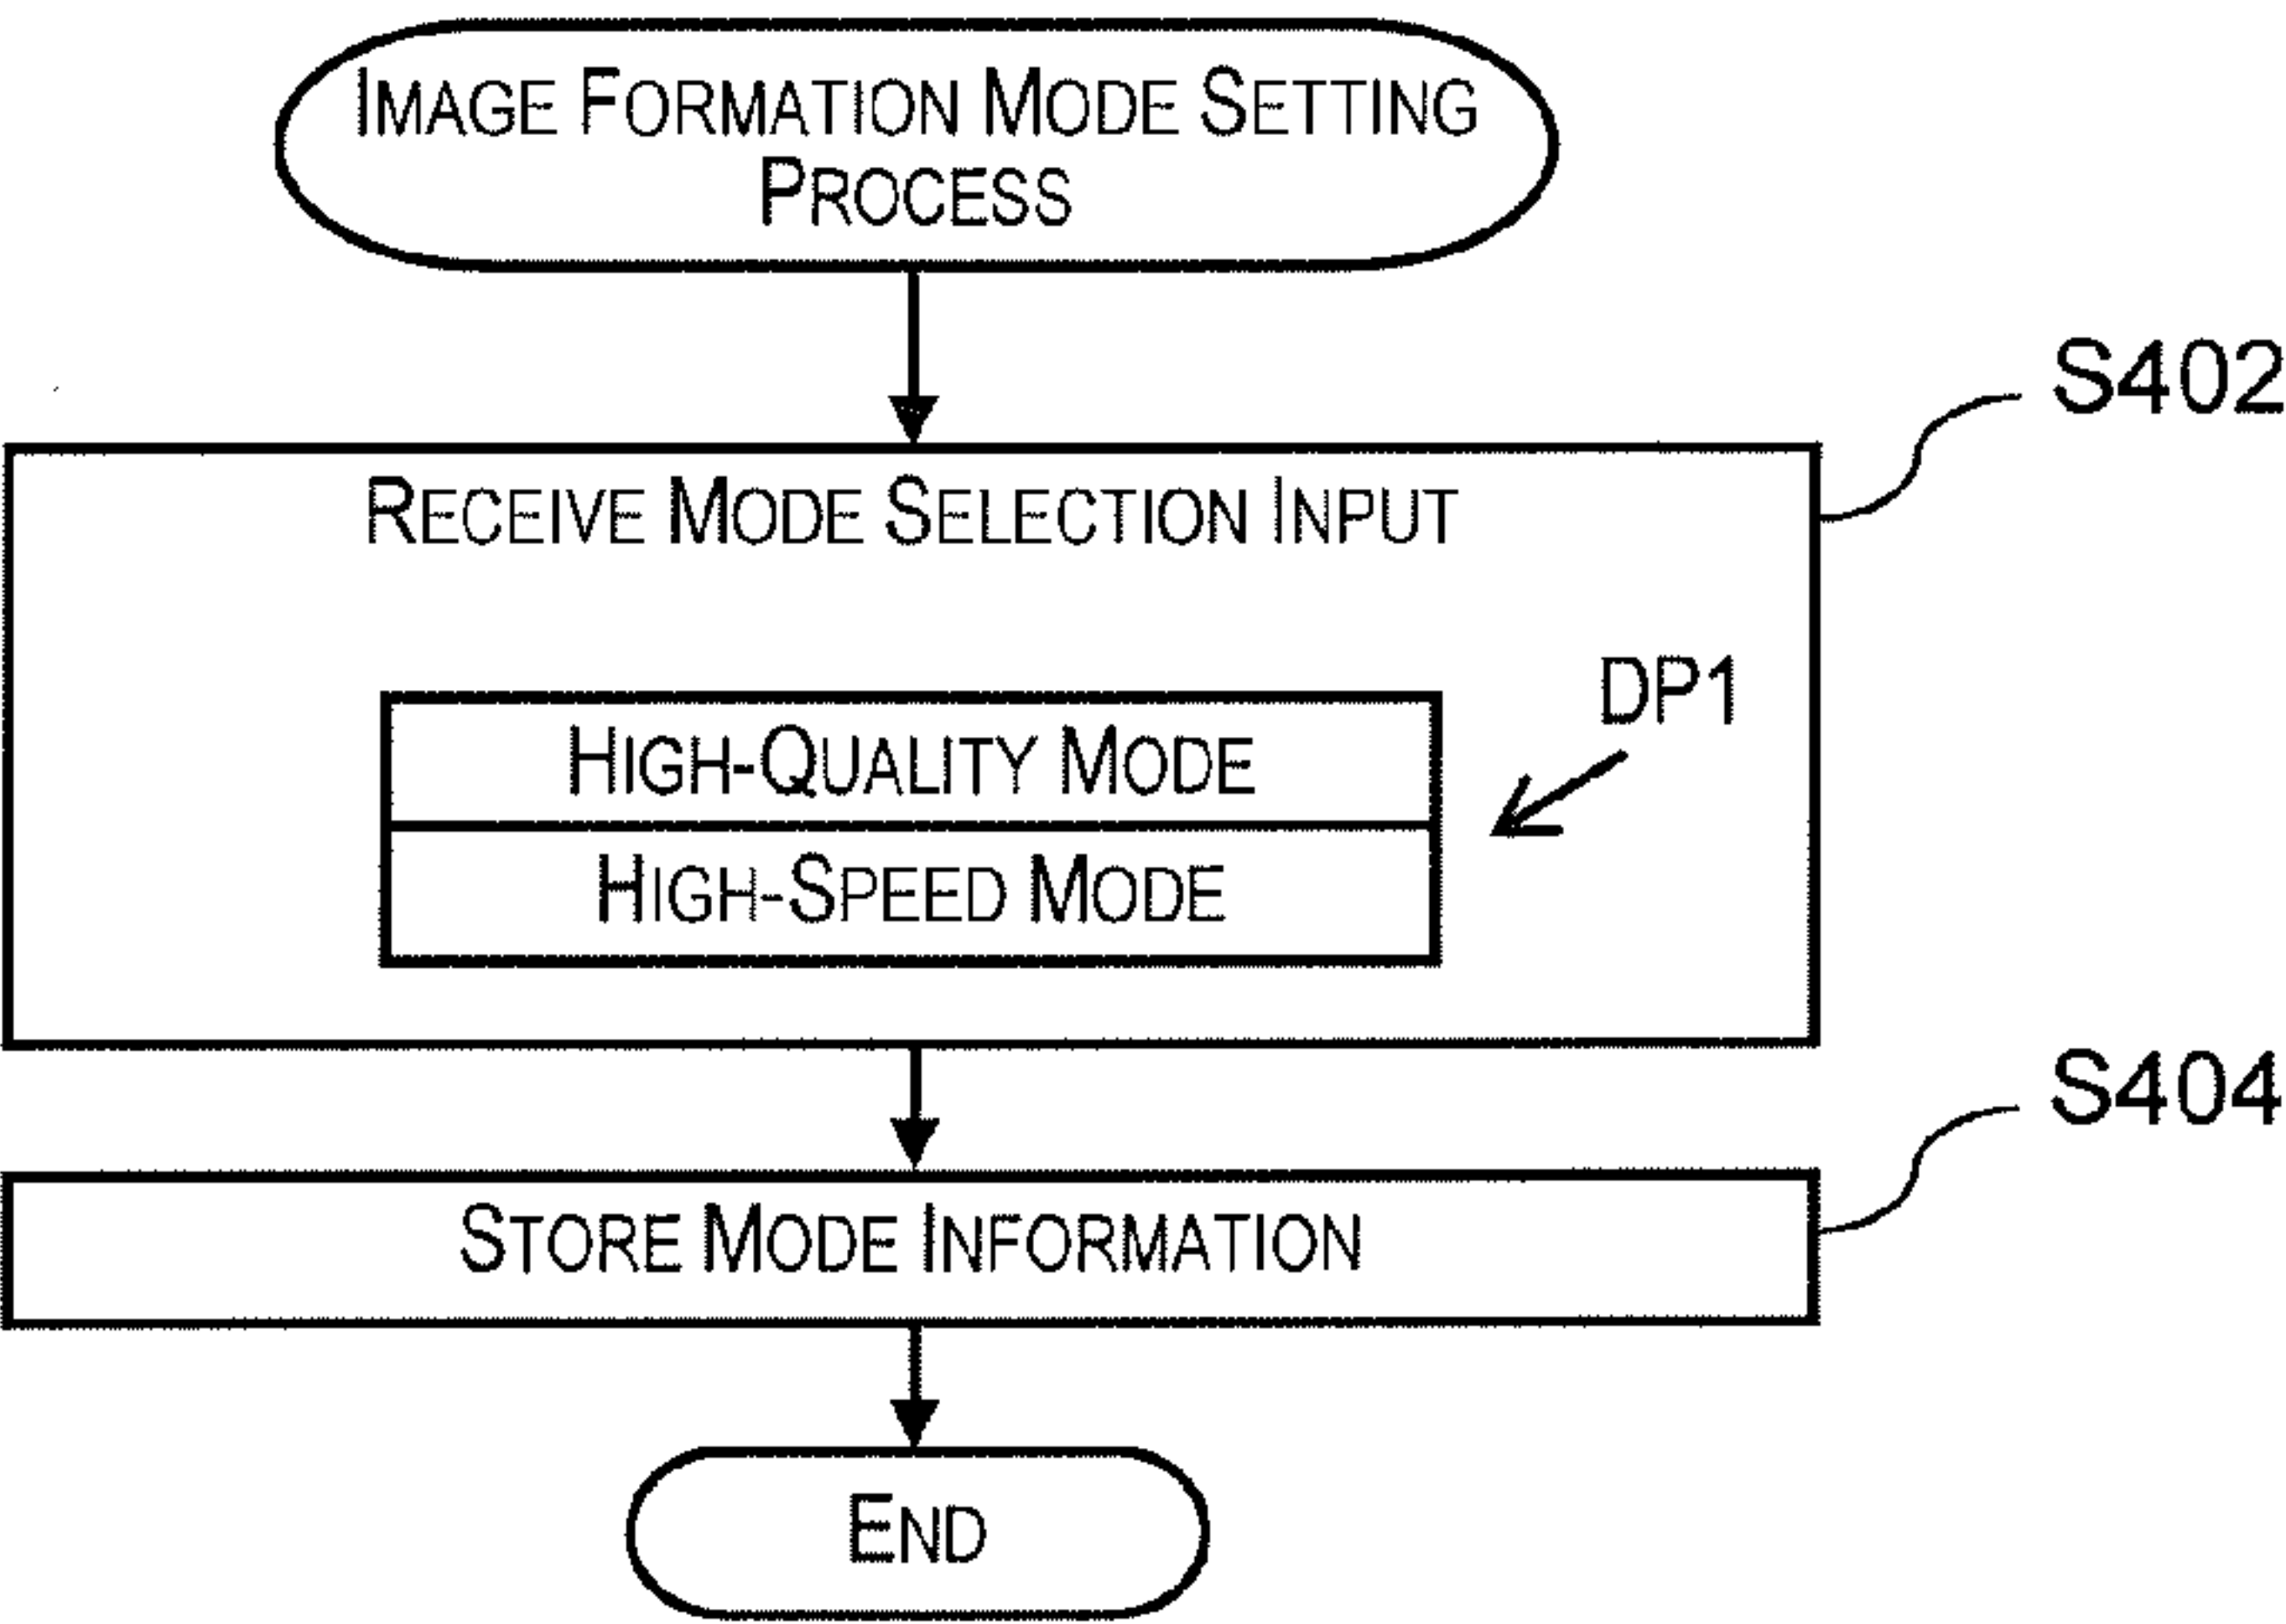 IMAGE FORMATION MODE SETTING
PROCESS
S402
RECEIVE MODE SELECTION INPUT
DP1
HIGH-QUALITY MODE
HIGH-SPEED MODE
S404
STORE MODE INFORMATION
END